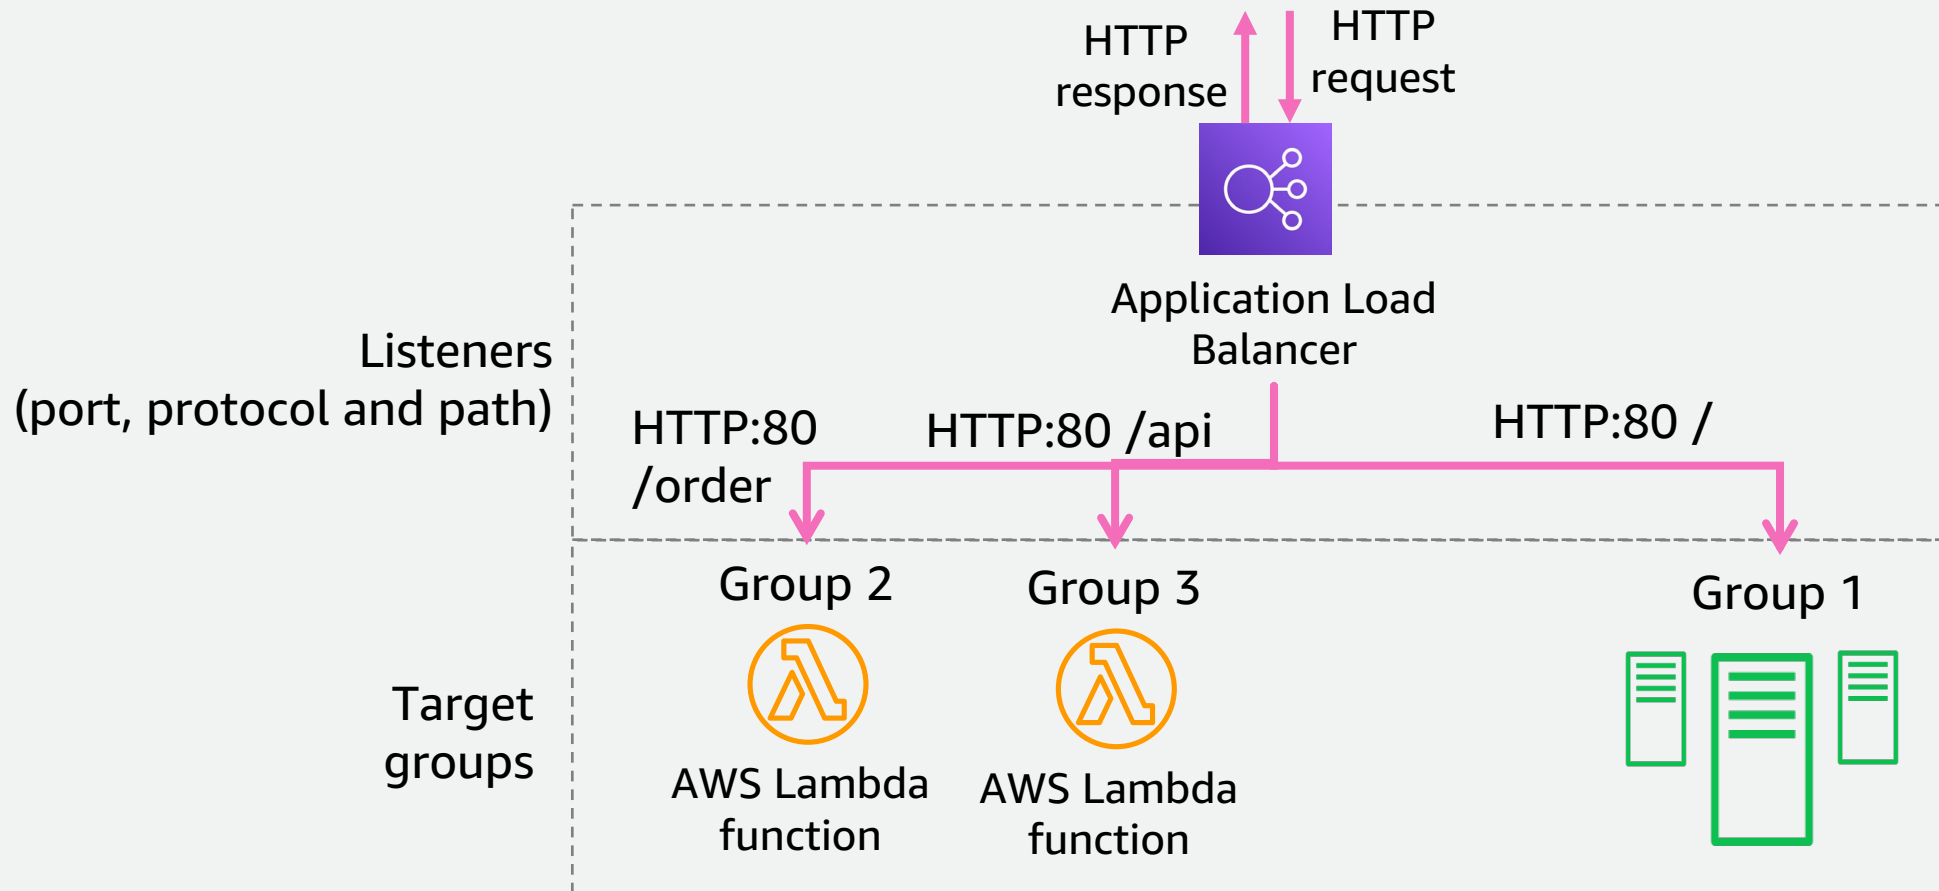 HTTP
response
HTTP
request
Application Load
Balancer
Listeners
(port, protocol and path)
HTTP:80
/order
HTTP:80 /api
HTTP:80 /
Group 2
Group 3
Group 1
Target
groups
AWS Lambda
function
AWS Lambda
function